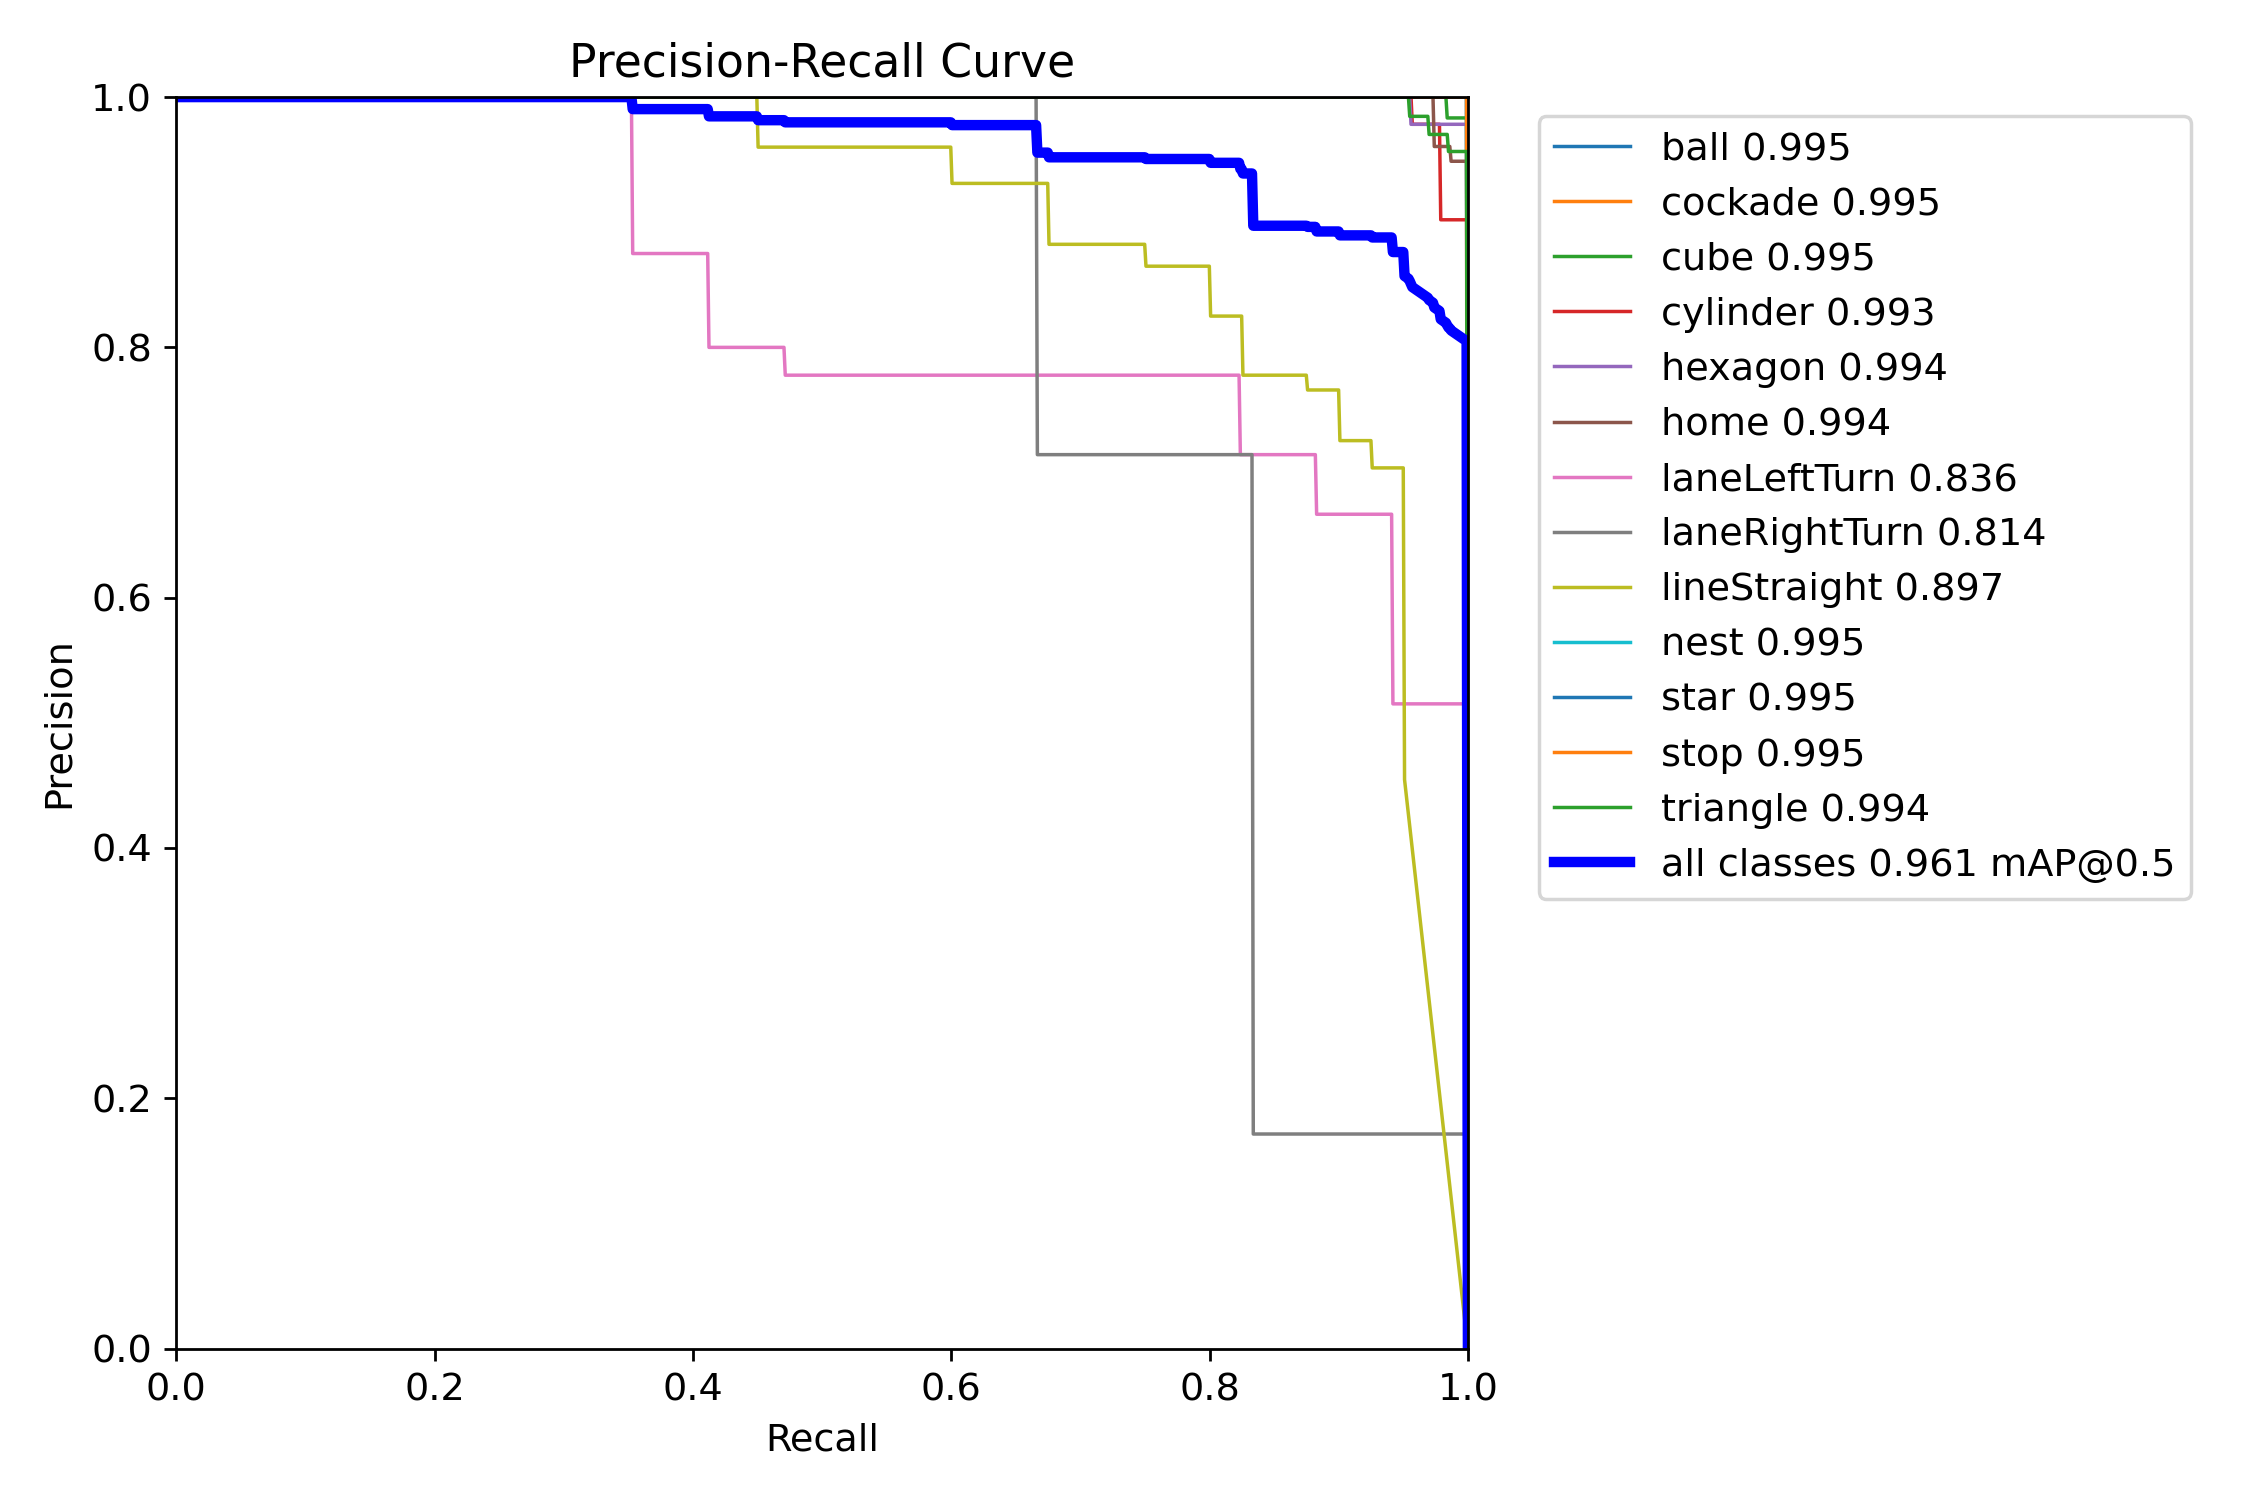 Precision-Recall Curve
1.0
0.8
0.6
0.4
0.2
0.0
Precision
0.0 0.2 0.4 0.6 0.8 1.0
Recall
ball 0.995
cockade 0.995
cube 0.995
cylinder 0.993
hexagon 0.994
home 0.994
laneLeftTurn 0.836
laneRightTurn 0.814
lineStraight 0.897
nest 0.995
star 0.995
stop 0.995
triangle 0.994
all classes 0.961 mAP@0.5